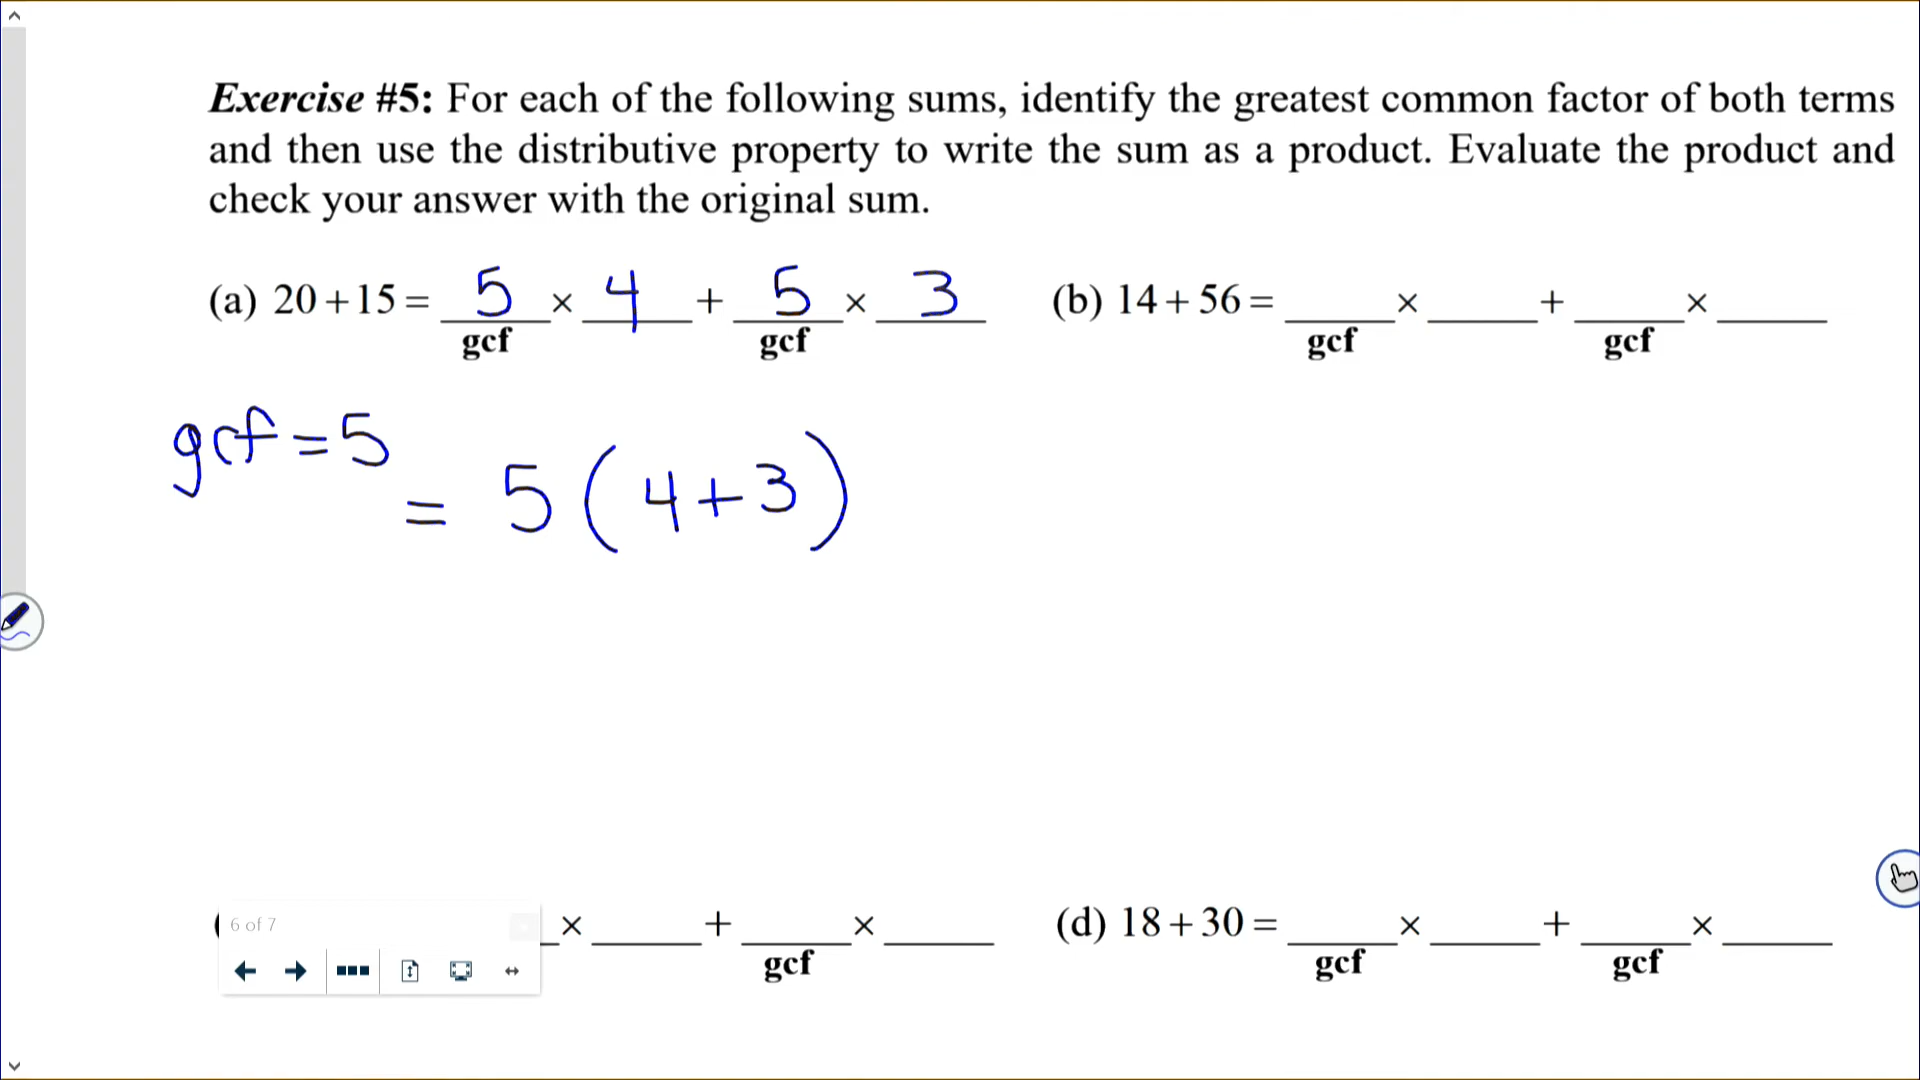 Exercise #5: For each of the following sums, identify the greatest common factor of both terms
and then use the distributive property to write the sum as a product. Evaluate the product and
check your answer with the original sum.
(a) 20+15= 5 × 4 + 5 × 3
gcf gcf
(b) 14+56= ____ × ____ + ____ × ____
gcf gcf
gcf=5
= 5(4+3)
( ____ × ____ + ____ × ____
gcf
(d) 18+30= ____ × ____ + ____ × ____
gcf gcf
6 of 7